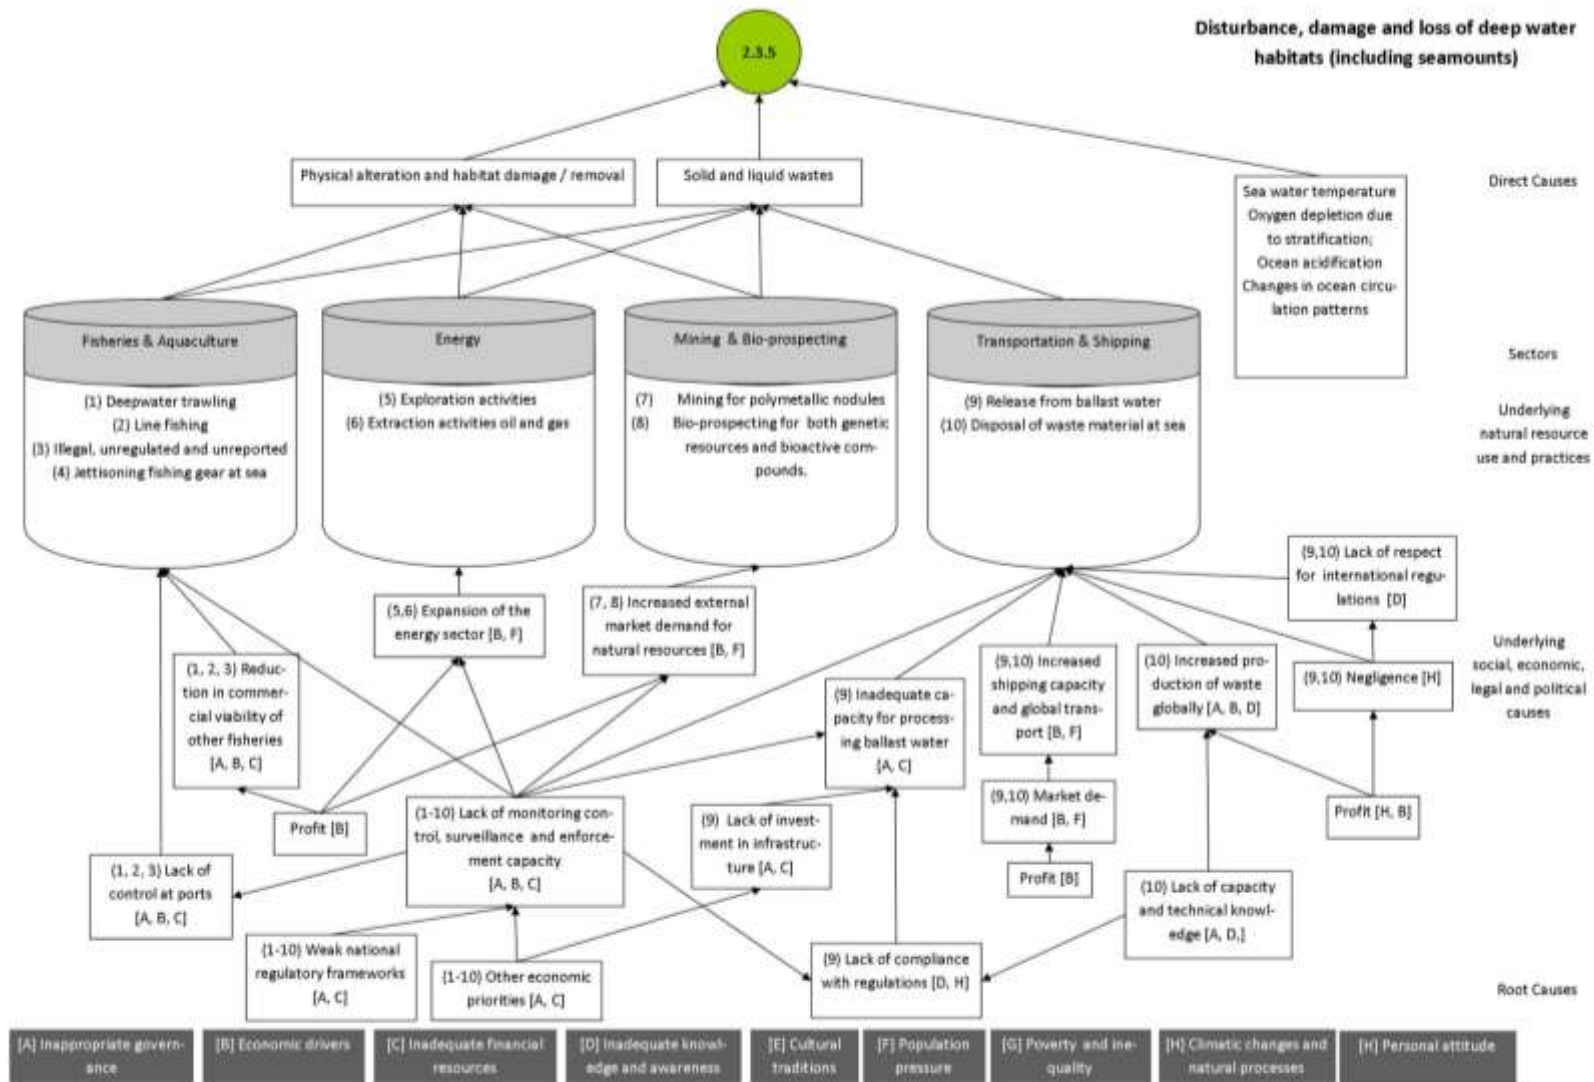 Disturbance, damage and loss of deep water
habitats (including seamounts)
2.3.5
Physical alteration and habitat damage / removal
Solid and liquid wastes
Sea water temperature
Oxygen depletion due
to stratification;
Ocean acidification
Changes in ocean circu-
lation patterns
Direct Causes
Fisheries & Aquaculture
Energy
Mining & Bio-prospecting
Transportation & Shipping
Sectors
(1) Deepwater trawling
(2) Line fishing
(3) Illegal, unregulated and unreported
(4) Jettisoning fishing gear at sea
(5) Exploration activities
(6) Extraction activities oil and gas
(7) Mining for polymetallic nodules
(8) Bio-prospecting for both genetic
resources and bioactive com-
pounds.
(9) Release from ballast water
(10) Disposal of waste material at sea
Underlying
natural resource
use and practices
(9,10) Lack of respect
for international regu-
lations [D]
(5,6) Expansion of the
energy sector [B, F]
(7, 8) Increased external
market demand for
natural resources [B, F]
(1, 2, 3) Reduc-
tion in commer-
cial viability of
other fisheries
[A, B, C]
(9) Inadequate ca-
pacity for process-
ing ballast water
[A, C]
(9,10) Increased
shipping capacity
and global trans-
port [B, F]
(10) Increased pro-
duction of waste
globally [A, B, D]
(9,10) Negligence [H]
Underlying
social, economic,
legal and political
causes
Profit [B]
(1-10) Lack of monitoring con-
trol, surveillance and enforce-
ment capacity
[A, B, C]
(9) Lack of invest-
ment in infrastruc-
ture [A, C]
(9,10) Market de-
mand [B, F]
Profit [H, B]
(1, 2, 3) Lack of
control at ports
[A, B, C]
Profit [B]
(10) Lack of capacity
and technical knowl-
edge [A, D,]
(1-10) Weak national
regulatory frameworks
[A, C]
(1-10) Other economic
priorities [A, C]
(9) Lack of compliance
with regulations [D, H]
Root Causes
[A] Inappropriate govern-
ance
[B] Economic drivers
[C] Inadequate financial
resources
[D] Inadequate knowl-
edge and awareness
[E] Cultural
traditions
[F] Population
pressure
[G] Poverty and ine-
quality
[H] Climatic changes and
natural processes
[H] Personal attitude